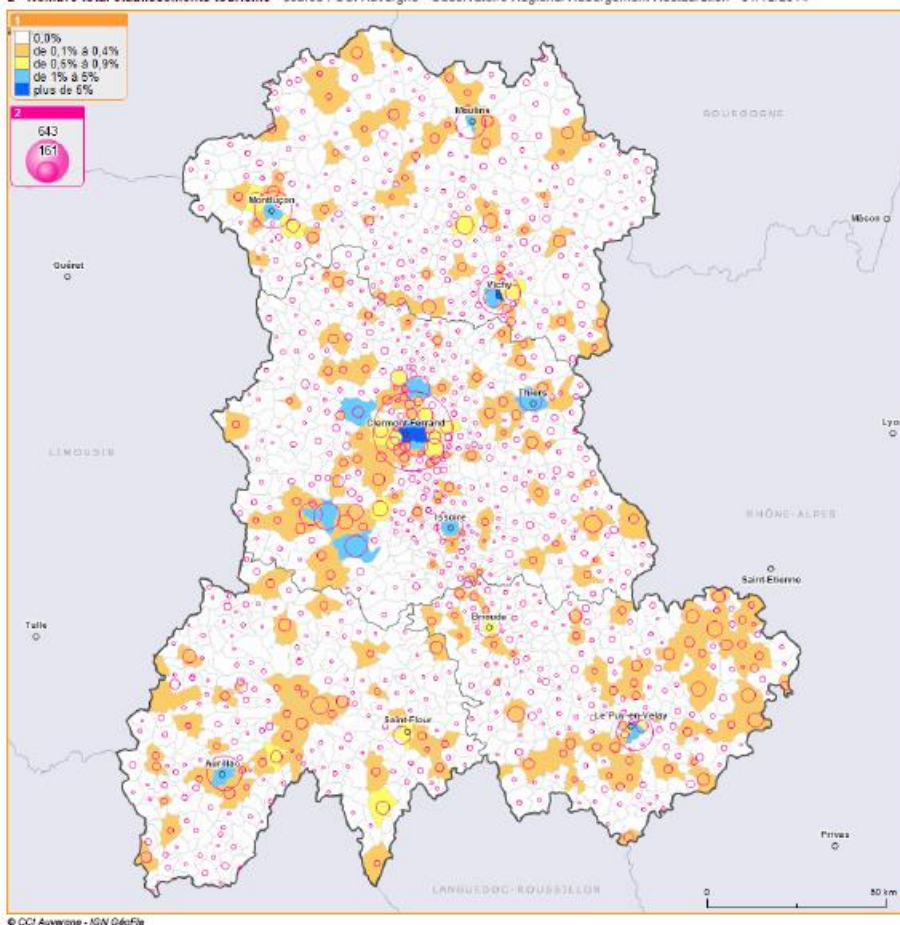 1
0,0%
de 0,1% à 0,4%
de 0,5% à 0,9%
de 1% à 5%
plus de 5%
2
643
161
BOURGOGNE
Moulins
Montluçon
Mâcon
Guéret
Vichy
Thiers
Clermont-Ferrand
Lyo
LIMOUSIN
RHÔNE-ALPES
Issoire
Saint-Etienne
Tulle
Brioude
Saint-Flour
Le Puy-en-Velay
Aurillac
Privas
LANGUEDOC-ROUSSILLON
0
50 km
© CCI Auvergne - IGN GéoFla